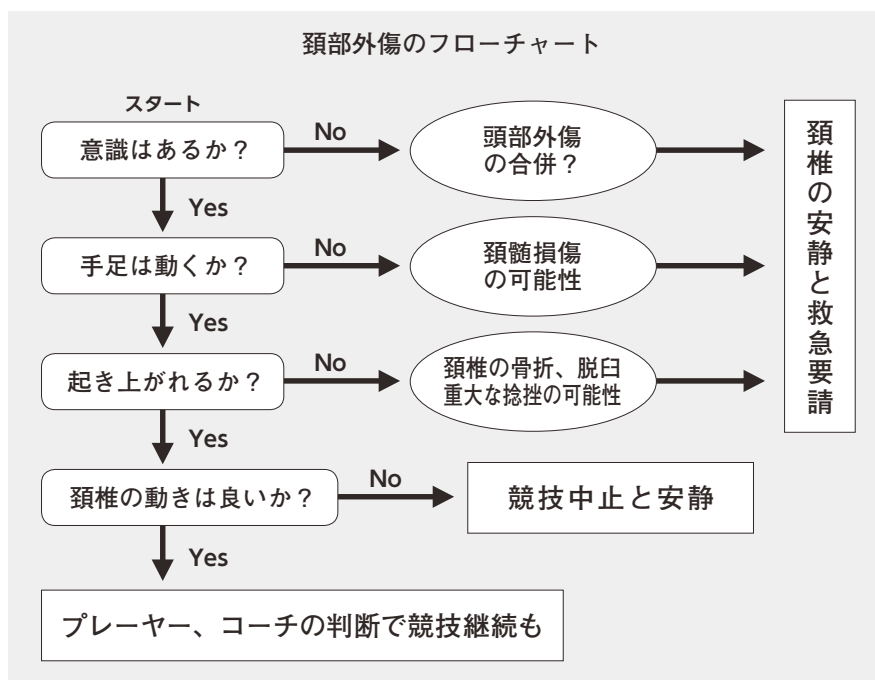 頚部外傷のフローチャート
スタート
意識はあるか？
No
頭部外傷
の合併？
Yes
手足は動くか？
No
頚髄損傷
の可能性
Yes
起き上がれるか？
No
頚椎の骨折、脱臼
重大な捻挫の可能性
頚椎の安静と救急要請
Yes
頚椎の動きは良いか？
No
競技中止と安静
Yes
プレーヤー、コーチの判断で競技継続も